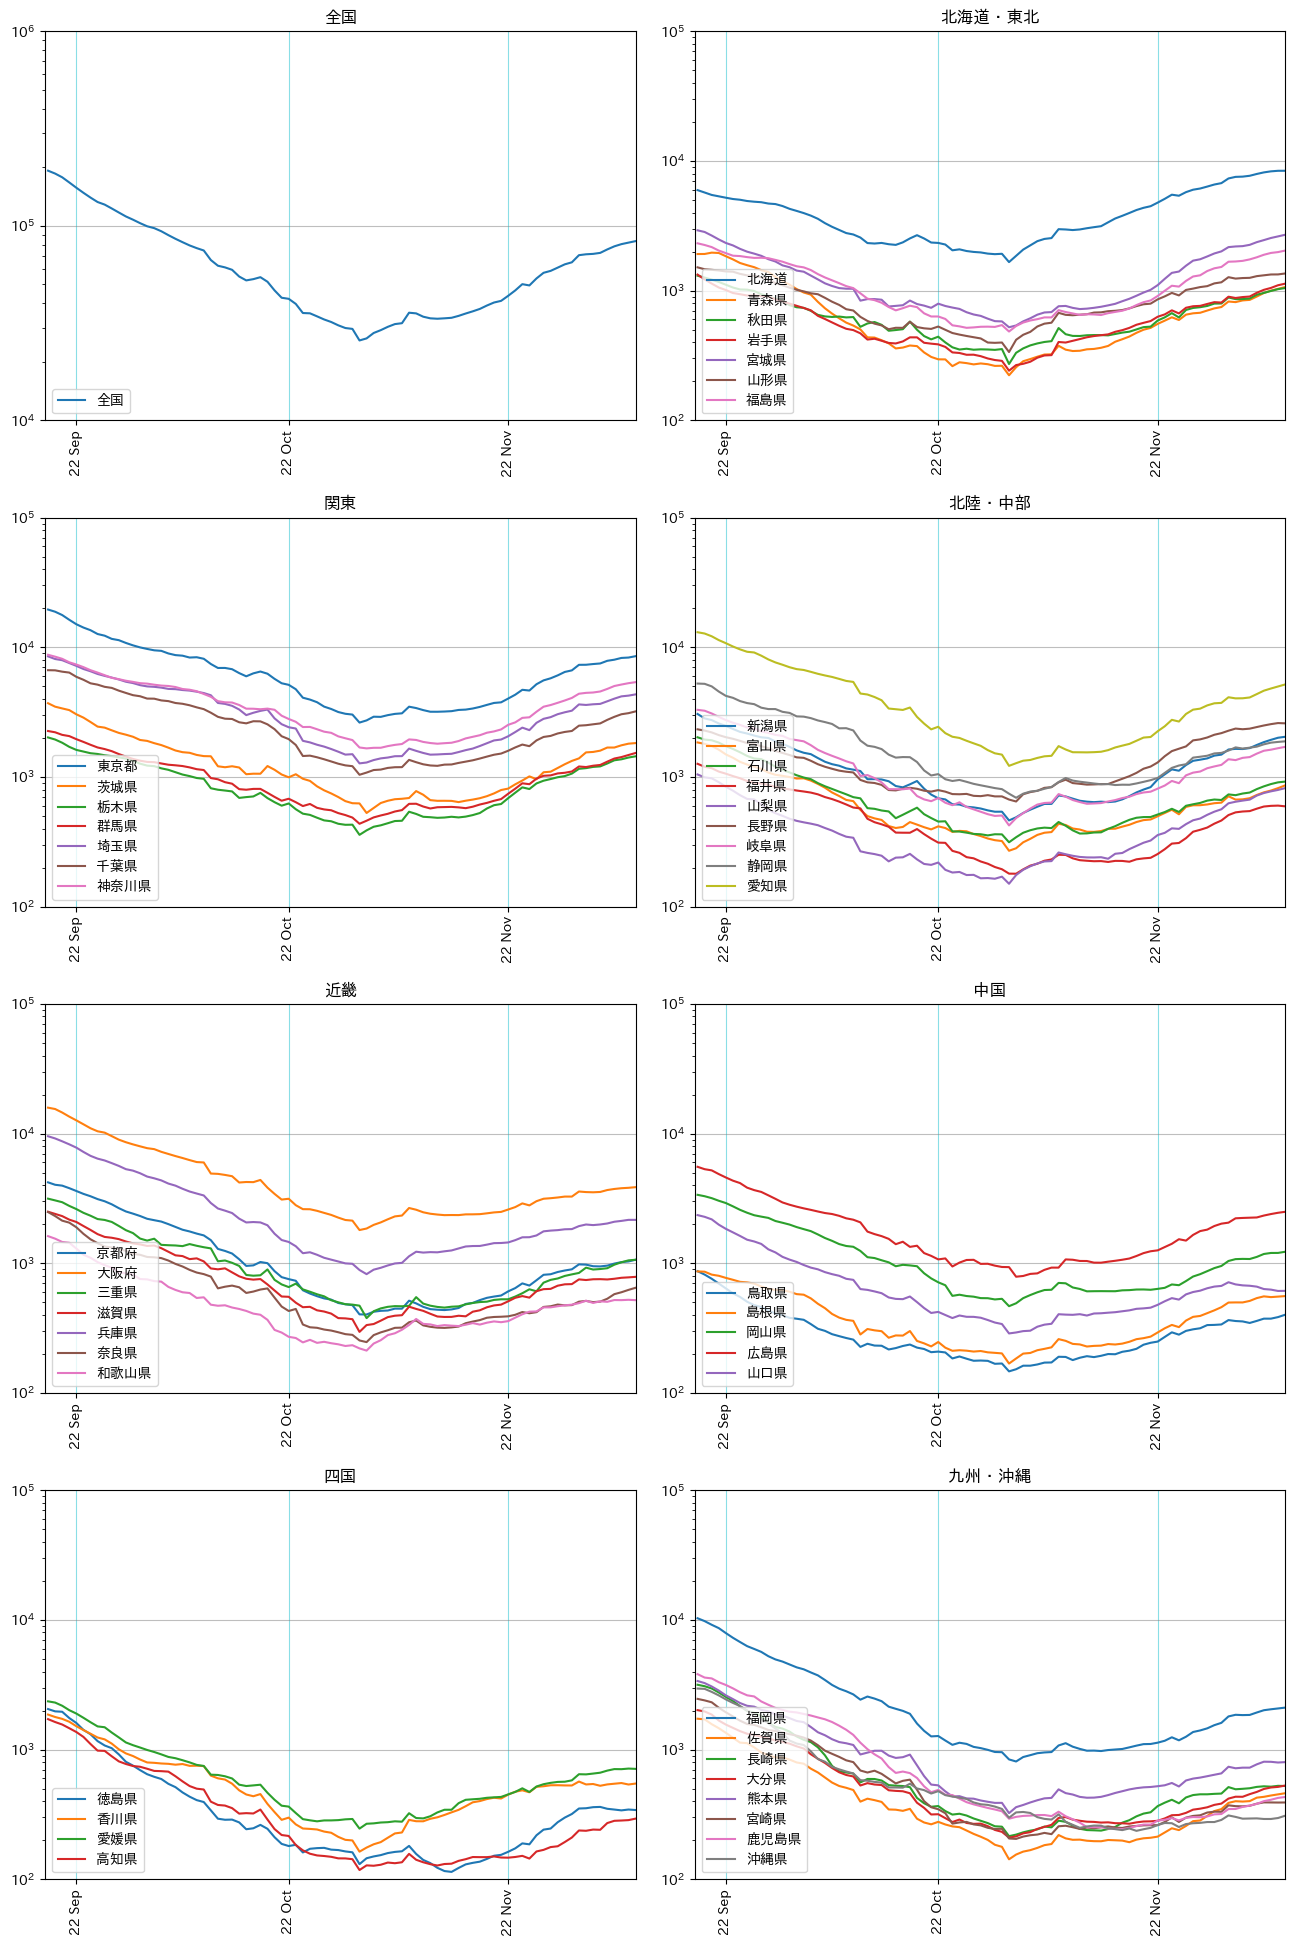 全国
10^6
10^5
10^4
全国
22 Sep
22 Oct
22 Nov
北海道・東北
10^5
10^4
10^3
10^2
北海道
青森県
秋田県
岩手県
宮城県
山形県
福島県
22 Sep
22 Oct
22 Nov
関東
10^5
10^4
10^3
10^2
東京都
茨城県
栃木県
群馬県
埼玉県
千葉県
神奈川県
22 Sep
22 Oct
22 Nov
北陸・中部
10^5
10^4
10^3
10^2
新潟県
富山県
石川県
福井県
山梨県
長野県
岐阜県
静岡県
愛知県
22 Sep
22 Oct
22 Nov
近畿
10^5
10^4
10^3
10^2
京都府
大阪府
三重県
滋賀県
兵庫県
奈良県
和歌山県
22 Sep
22 Oct
22 Nov
中国
10^5
10^4
10^3
10^2
鳥取県
島根県
岡山県
広島県
山口県
22 Sep
22 Oct
22 Nov
四国
10^5
10^4
10^3
10^2
徳島県
香川県
愛媛県
高知県
22 Sep
22 Oct
22 Nov
九州・沖縄
10^5
10^4
10^3
10^2
福岡県
佐賀県
長崎県
大分県
熊本県
宮崎県
鹿児島県
沖縄県
22 Sep
22 Oct
22 Nov